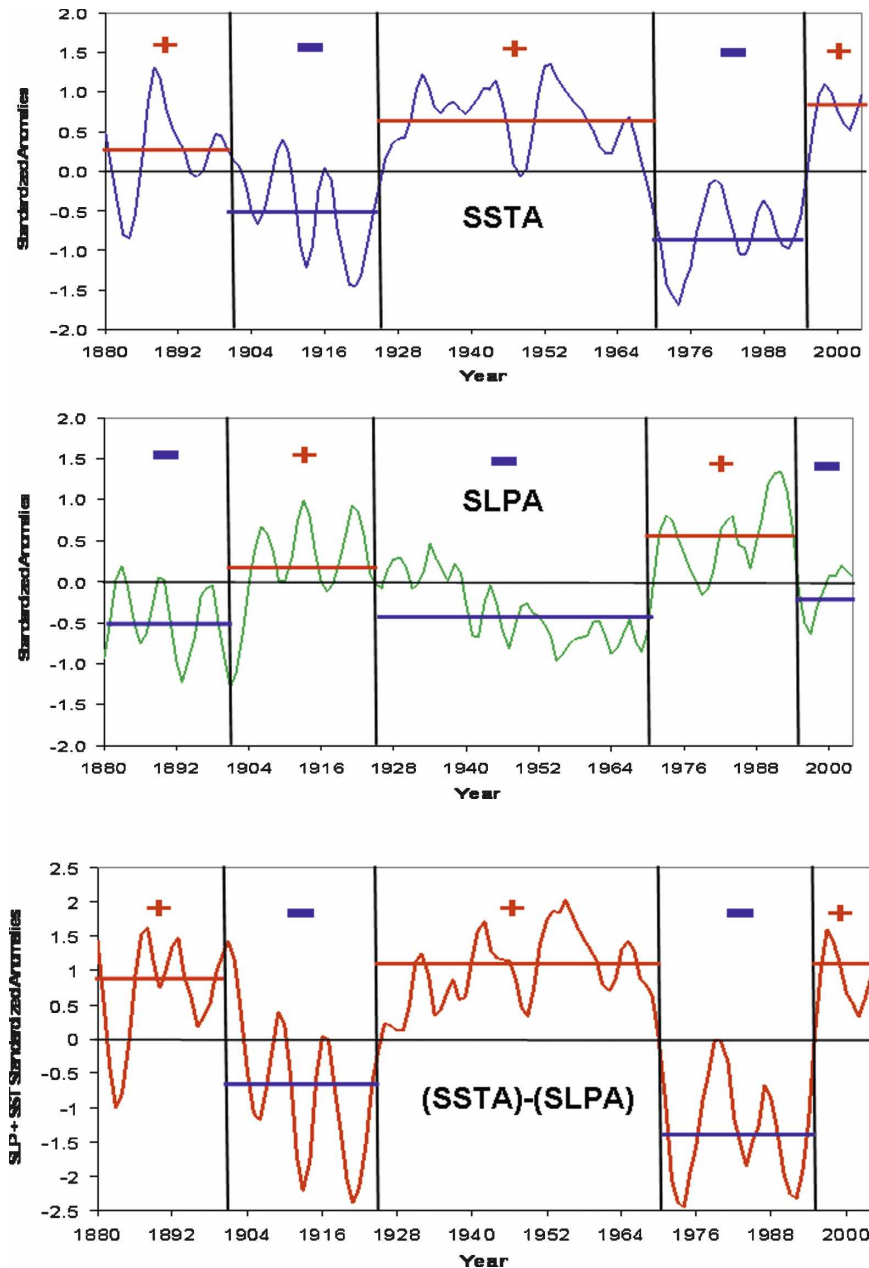 2.0
+ − + − +
1.5
1.0
0.5
0.0
Standardized Anomalies
-0.5
SSTA
-1.0
-1.5
-2.0
1880 1892 1904 1916 1928 1940 1952 1964 1976 1988 2000
Year
2.0
− + − + −
1.5
SLPA
1.0
0.5
0.0
Standardized Anomalies
-0.5
-1.0
-1.5
-2.0
1880 1892 1904 1916 1928 1940 1952 1964 1976 1988 2000
Year
2.5
2
+ − + − +
1.5
1
0.5
0
SLP + SST Standardized Anomalies
-0.5
(SSTA)-(SLPA)
-1
-1.5
-2
-2.5
1880 1892 1904 1916 1928 1940 1952 1964 1976 1988 2000
Year